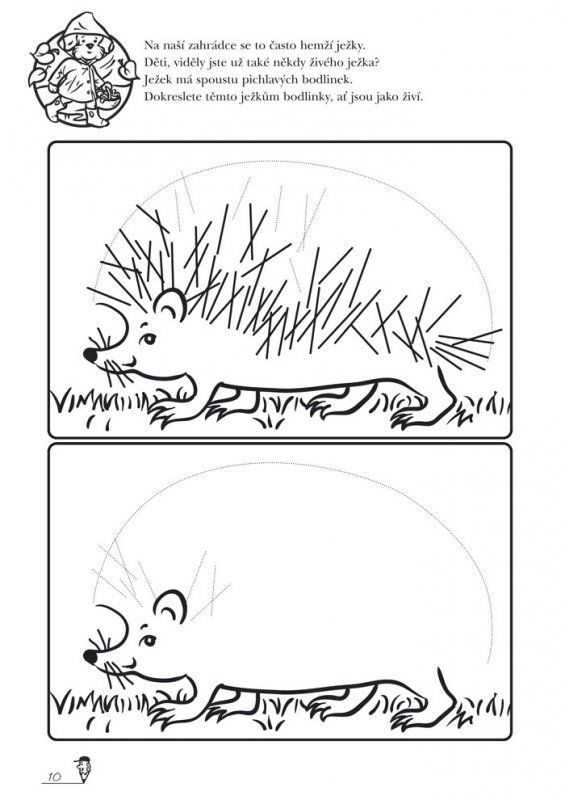 Na naší zahrádce se to často hemží ježky.
Děti, viděly jste už také někdy živého ježka?
Ježek má spoustu pichlavých bodlinek.
Dokreslete těmto ježkům bodlinky, ať jsou jako živí.
10